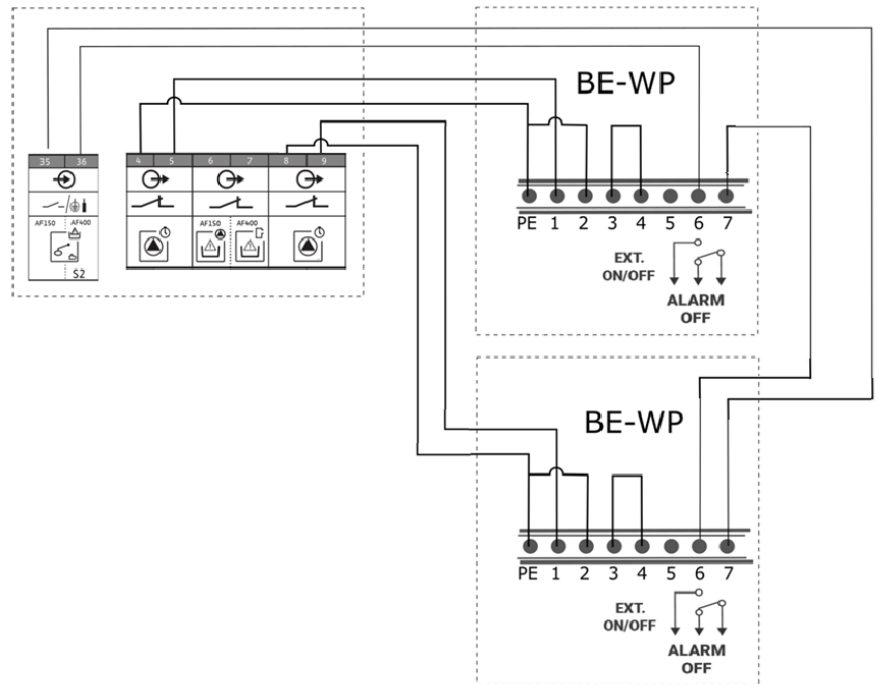 BE-WP
35 36
4 5 6 7 8 9
AF150 AF400
S2
AF150 AF400
PE 1 2 3 4 5 6 7
EXT.
ON/OFF
ALARM
OFF
BE-WP
PE 1 2 3 4 5 6 7
EXT.
ON/OFF
ALARM
OFF